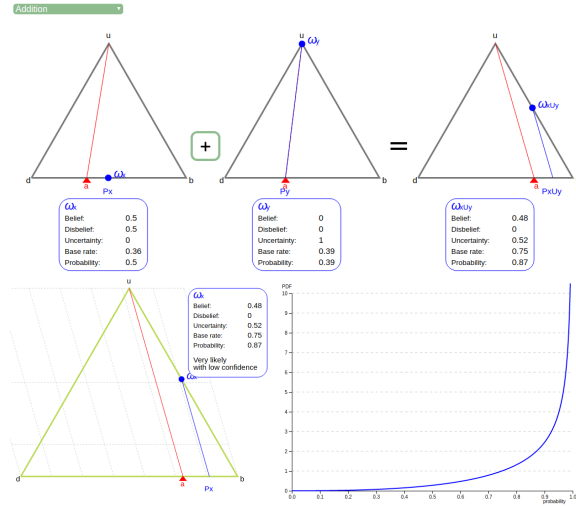 Addition
u
d
b
a
ωx
Px
+
u
ωy
d
b
a
Py
=
u
ωxUy
d
b
a
PxUy
ωx
Belief: 0.5
Disbelief: 0.5
Uncertainty: 0
Base rate: 0.36
Probability: 0.5
ωy
Belief: 0
Disbelief: 0
Uncertainty: 1
Base rate: 0.39
Probability: 0.39
ωxUy
Belief: 0.48
Disbelief: 0
Uncertainty: 0.52
Base rate: 0.75
Probability: 0.87
u
d
b
a
Px
ωx
ωx
Belief: 0.48
Disbelief: 0
Uncertainty: 0.52
Base rate: 0.75
Probability: 0.87
Very likely
with low confidence
PDF
10
9
8
7
6
5
4
3
2
1
0
0.0 0.1 0.2 0.3 0.4 0.5 0.6 0.7 0.8 0.9 1.0
probability